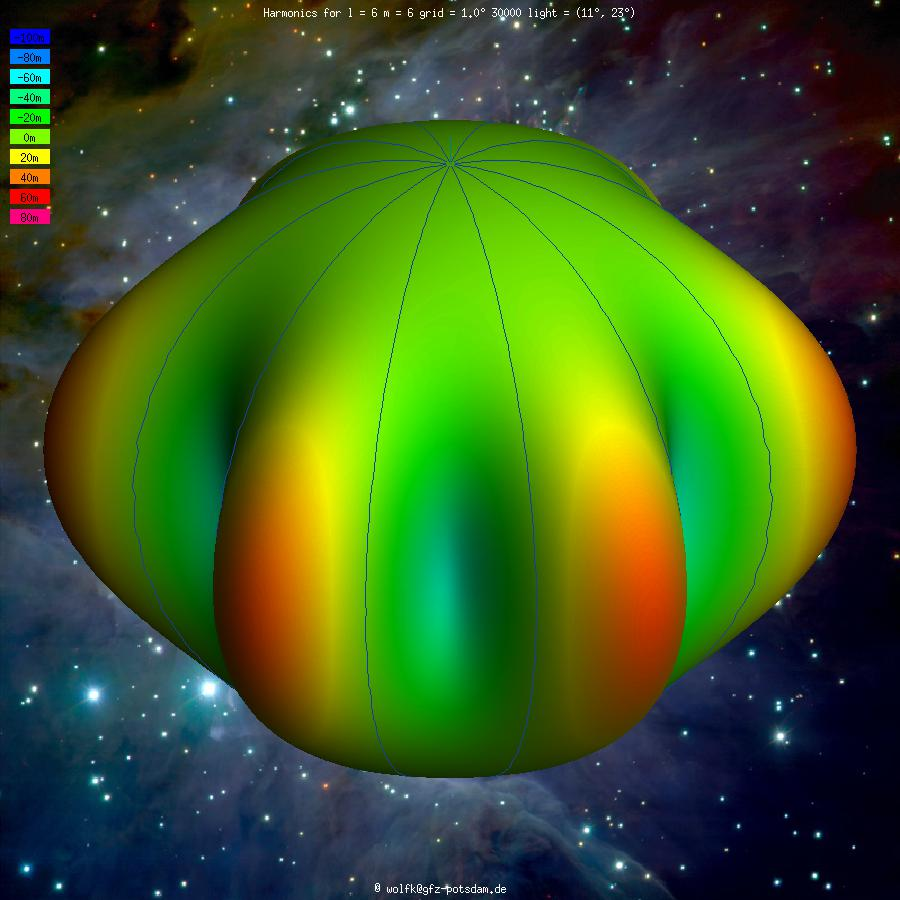 Harmonics for l = 6 m = 6 grid = 1.0° 30000 light = (11°, 23°)
-100m
-80m
-60m
-40m
-20m
0m
20m
40m
60m
80m
© wolfk@gfz-potsdam.de